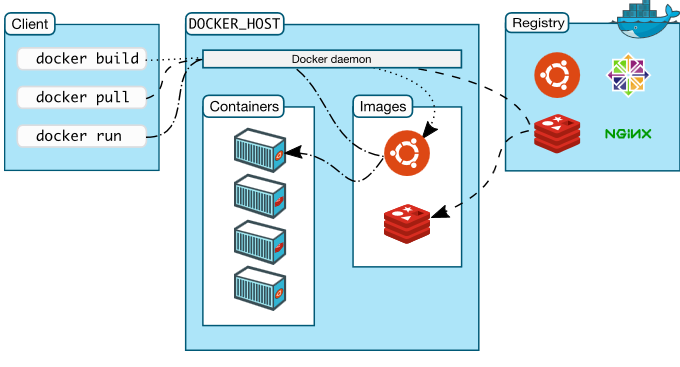 Client
docker build
docker pull
docker run
DOCKER_HOST
Docker daemon
Containers
Images
Registry
NGINX